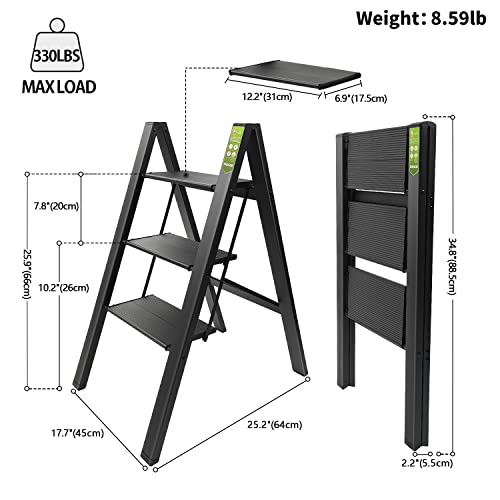 Weight: 8.59lb
330LBS
MAX LOAD
12.2"(31cm)
6.9"(17.5cm)
7.8"(20cm)
25.9"(66cm)
10.2"(26cm)
34.8"(88.5cm)
17.7"(45cm)
25.2"(64cm)
2.2"(5.5cm)